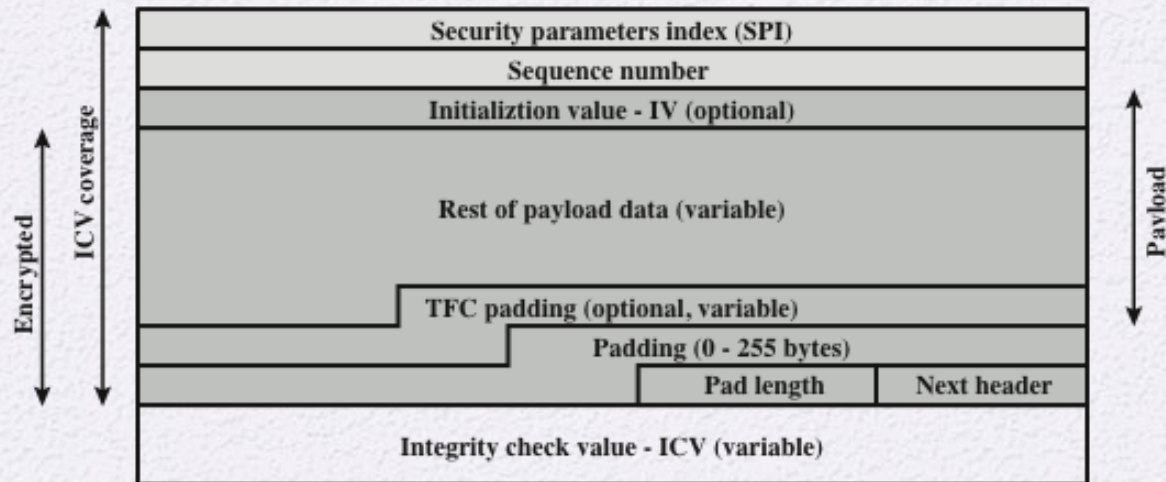 Security parameters index (SPI)
Sequence number
Initializtion value - IV (optional)
Rest of payload data (variable)
TFC padding (optional, variable)
Padding (0 - 255 bytes)
Pad length
Next header
Integrity check value - ICV (variable)
Encrypted
ICV coverage
Payload